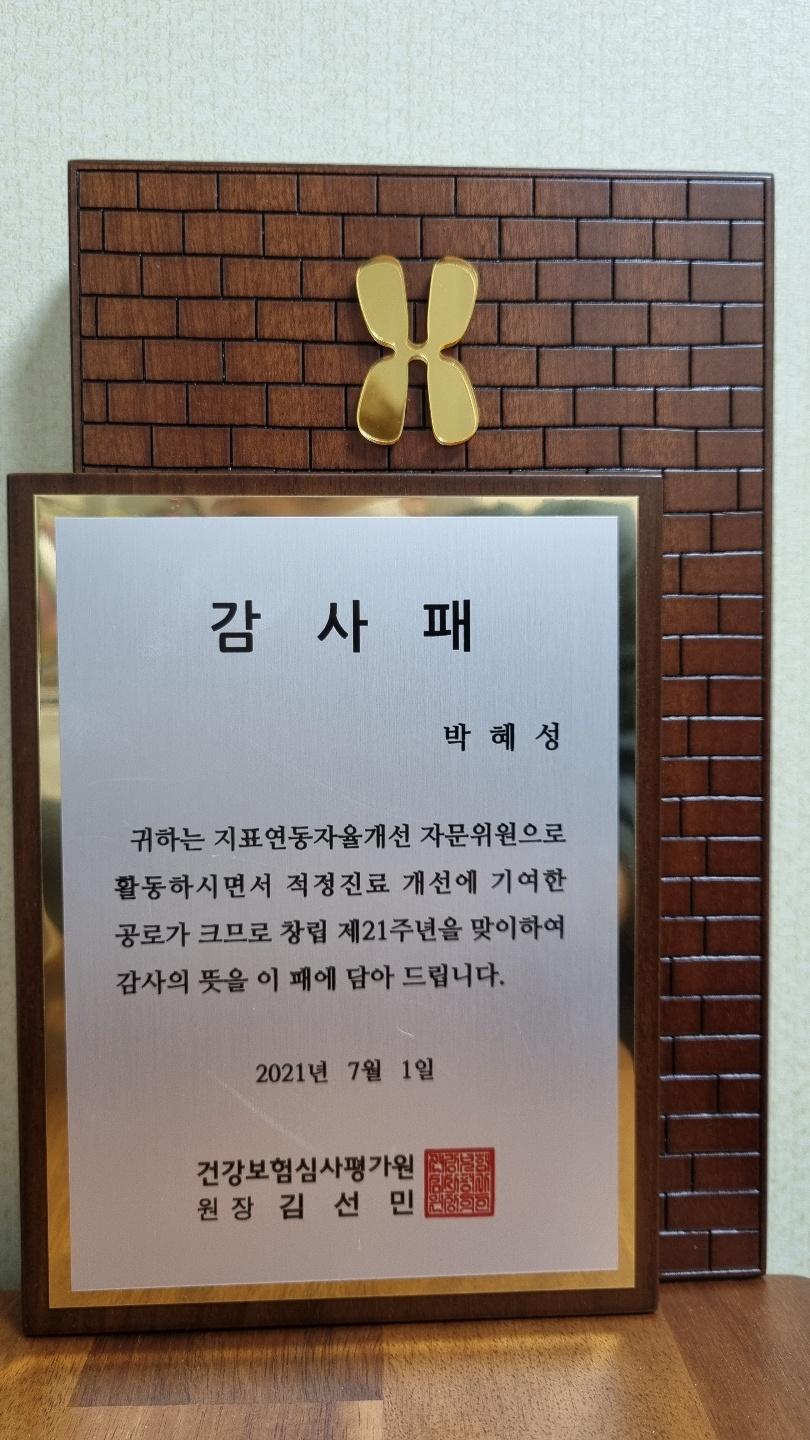 감 사 패
박 혜 성
귀하는 지표연동자율개선 자문위원으로
활동하시면서 적정진료 개선에 기여한
공로가 크므로 창립 제21주년을 맞이하여
감사의 뜻을 이 패에 담아 드립니다.
2021년 7월 1일
건강보험심사평가원
원 장 김 선 민